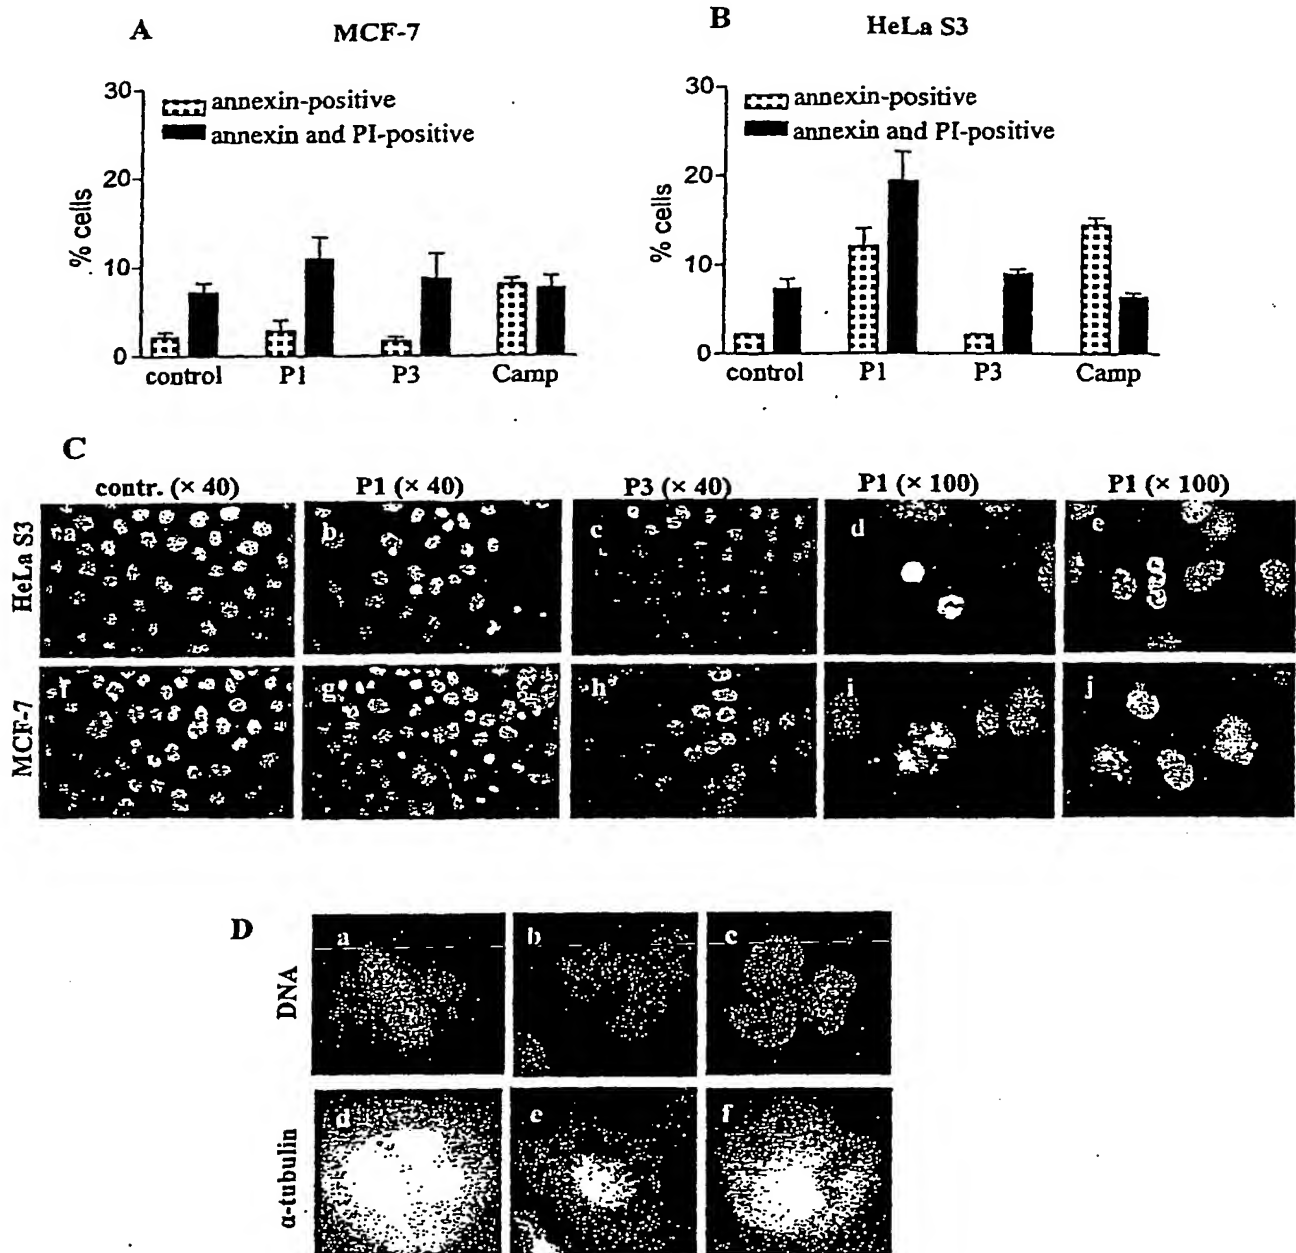 A MCF-7
30
annexin-positive
annexin and PI-positive
20
% cells
10
0
control P1 P3 Camp
B HeLa S3
30
annexin-positive
annexin and PI-positive
20
% cells
10
0
control P1 P3 Camp
C
contr. (× 40) P1 (× 40) P3 (× 40) P1 (× 100) P1 (× 100)
HeLa S3
a b c d e
MCF-7
f g h i j
D
DNA
a b c
α-tubulin
d e f